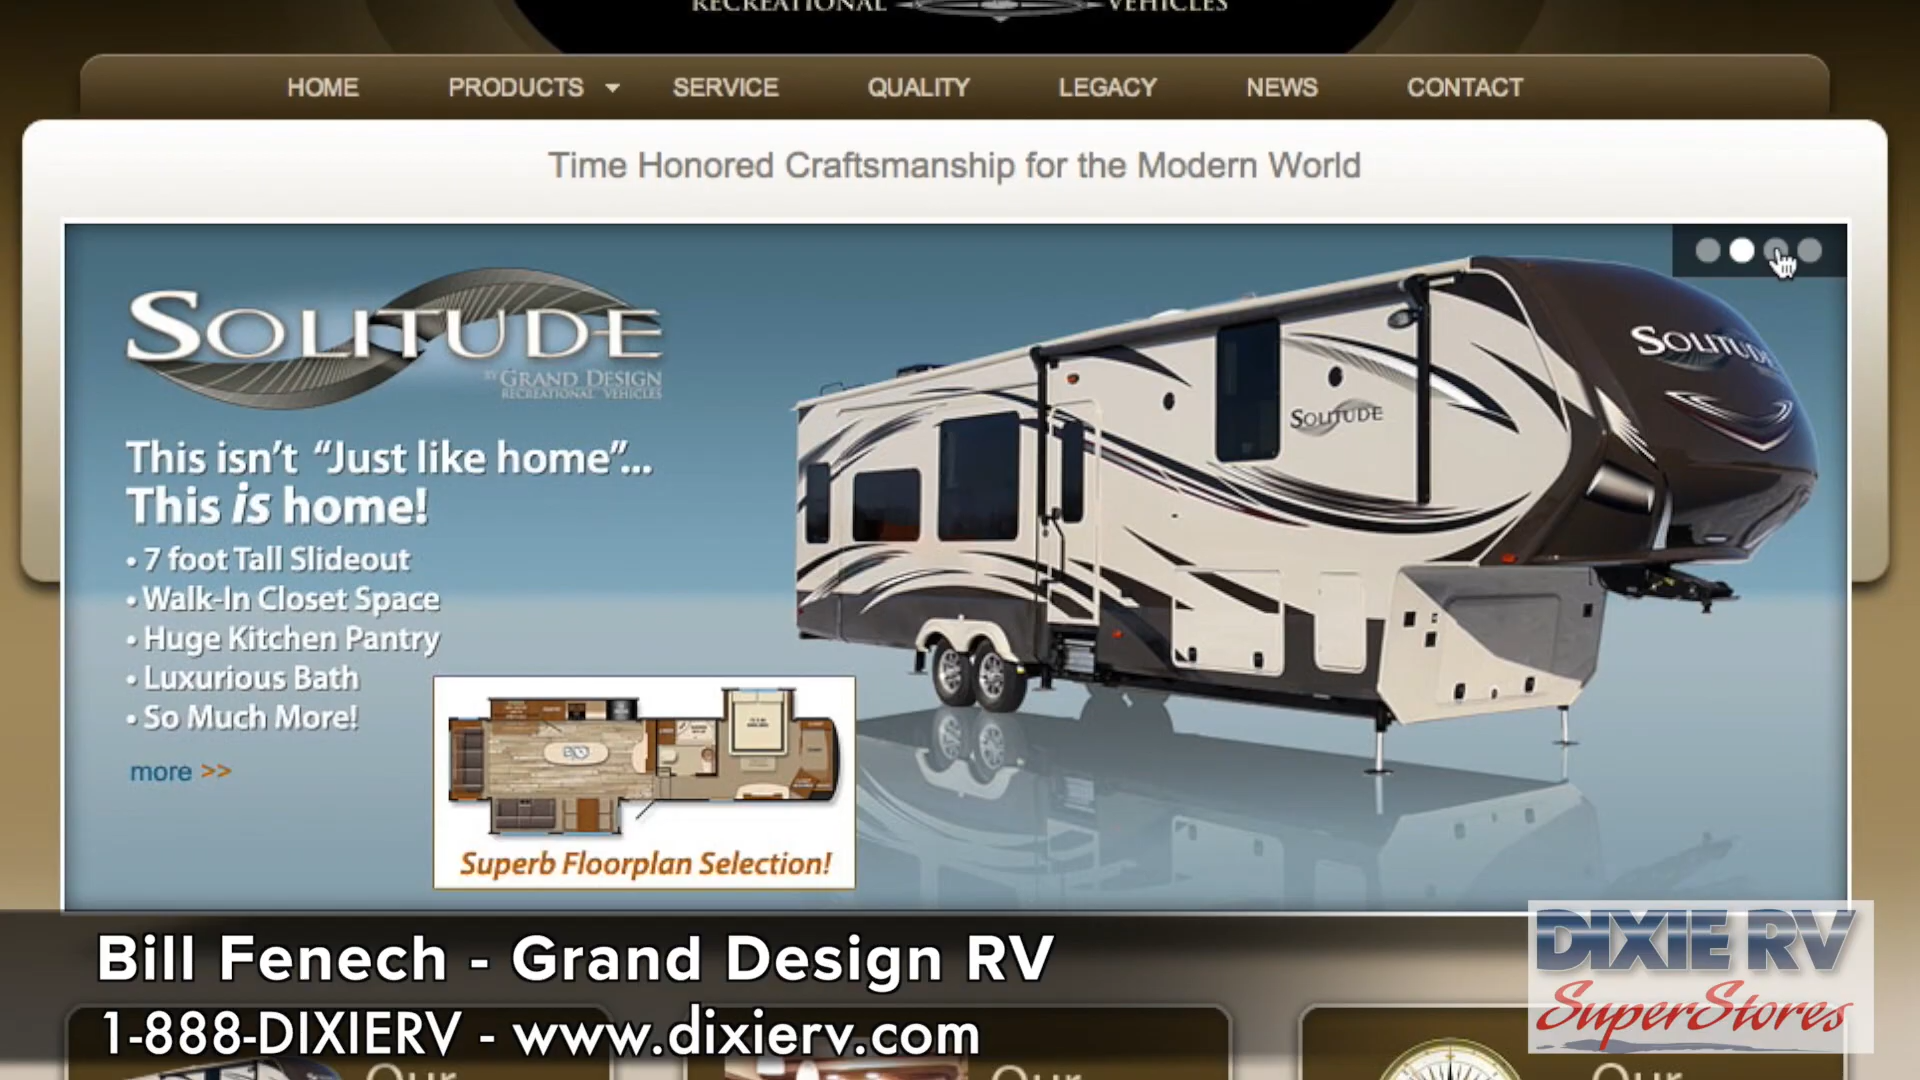 RECREATIONAL VEHICLES
HOME PRODUCTS SERVICE QUALITY LEGACY NEWS CONTACT
Time Honored Craftsmanship for the Modern World
SOLITUDE
BY GRAND DESIGN
RECREATIONAL VEHICLES
SOLITUDE
SOLITUDE
This isn't "Just like home"...
This is home!
• 7 foot Tall Slideout
• Walk-In Closet Space
• Huge Kitchen Pantry
• Luxurious Bath
• So Much More!
more >>
Superb Floorplan Selection!
Bill Fenech - Grand Design RV
1-888-DIXIERV - www.dixierv.com
DIXIE RV
SuperStores
Our Our Our